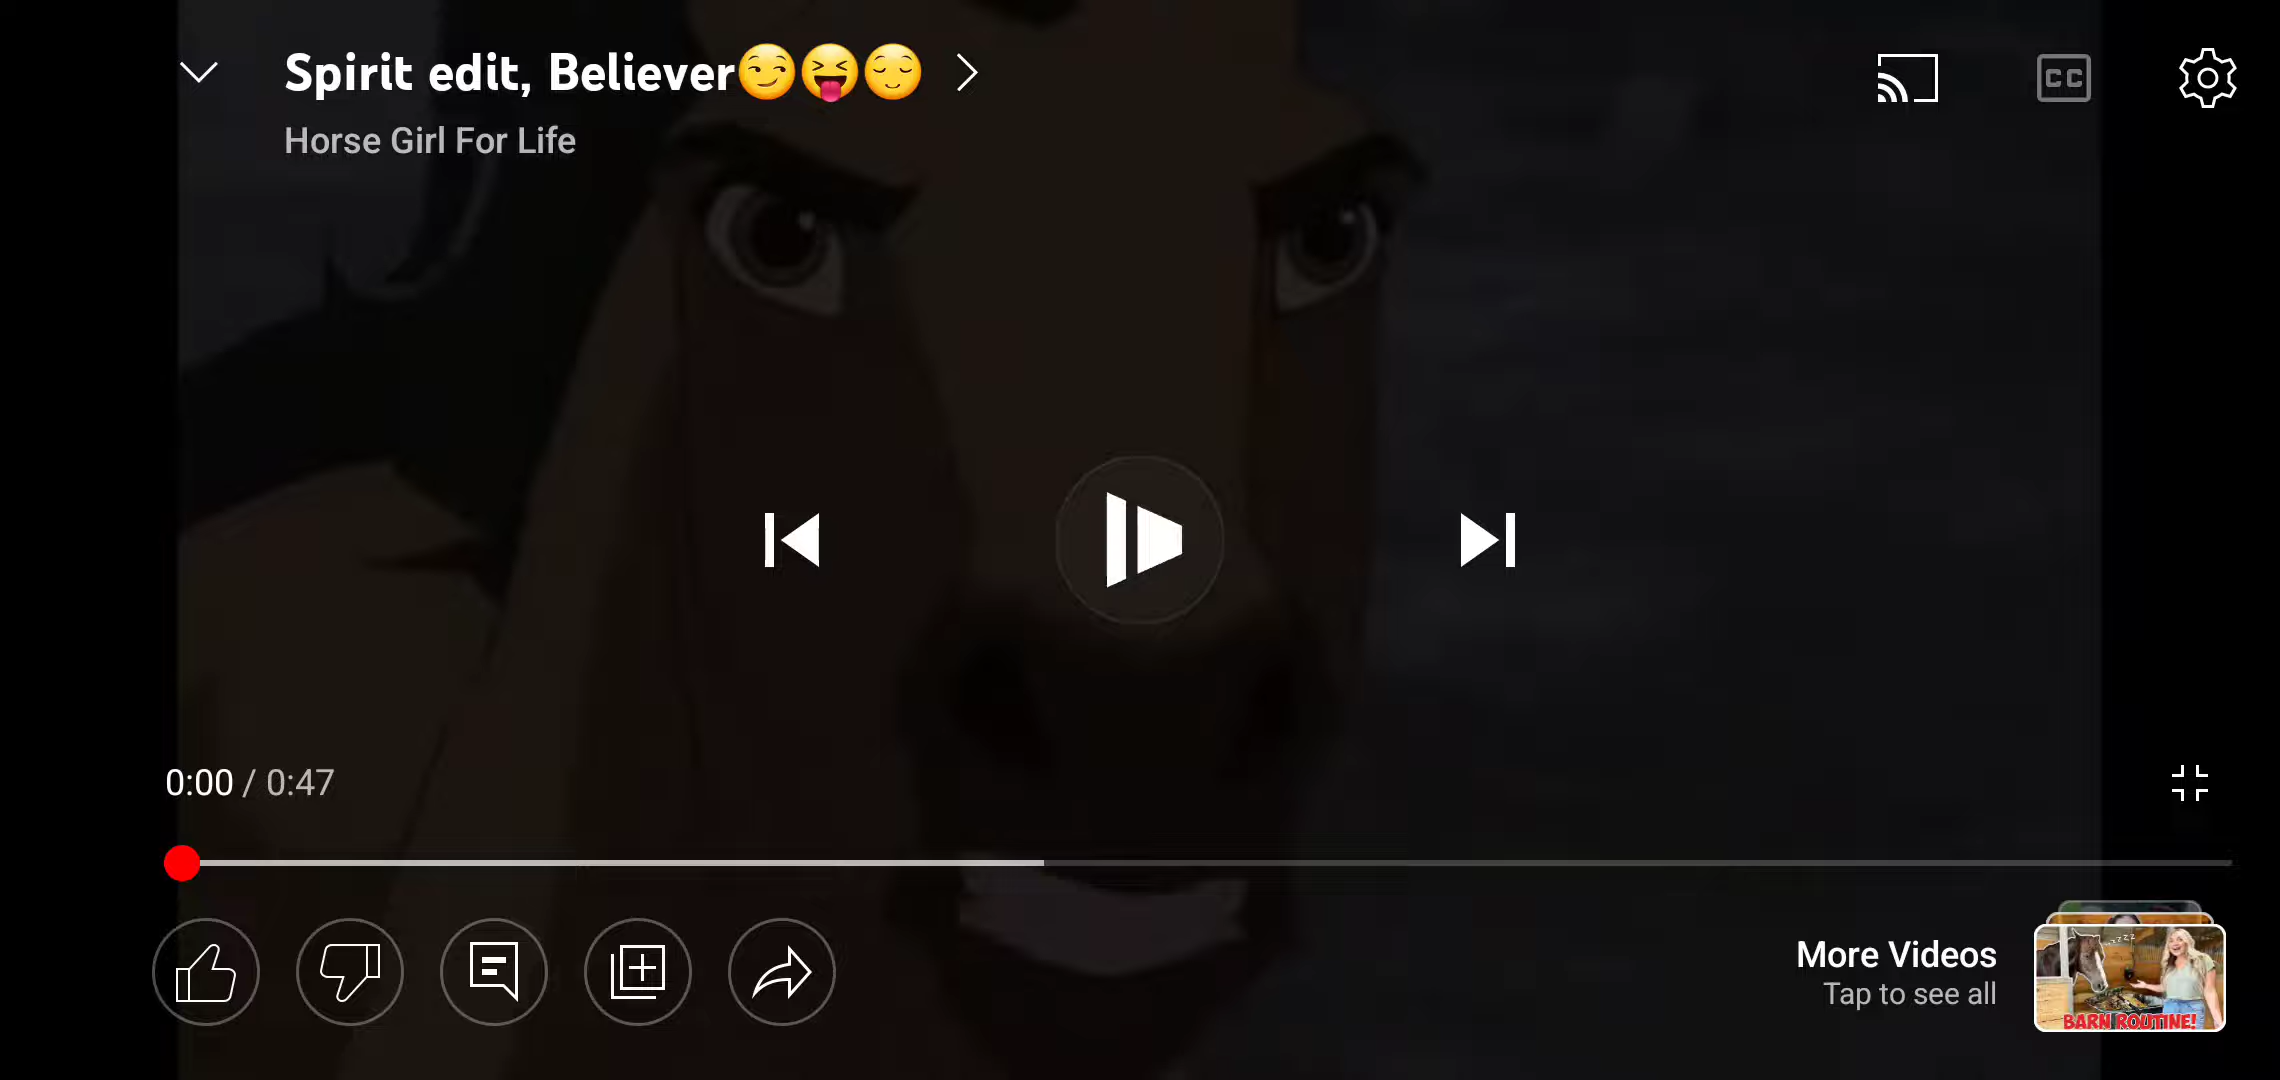 Spirit edit, Believer😏😝😌
Horse Girl For Life
CC
0:00 / 0:47
More Videos
Tap to see all
zzzz
BARN ROUTINE!